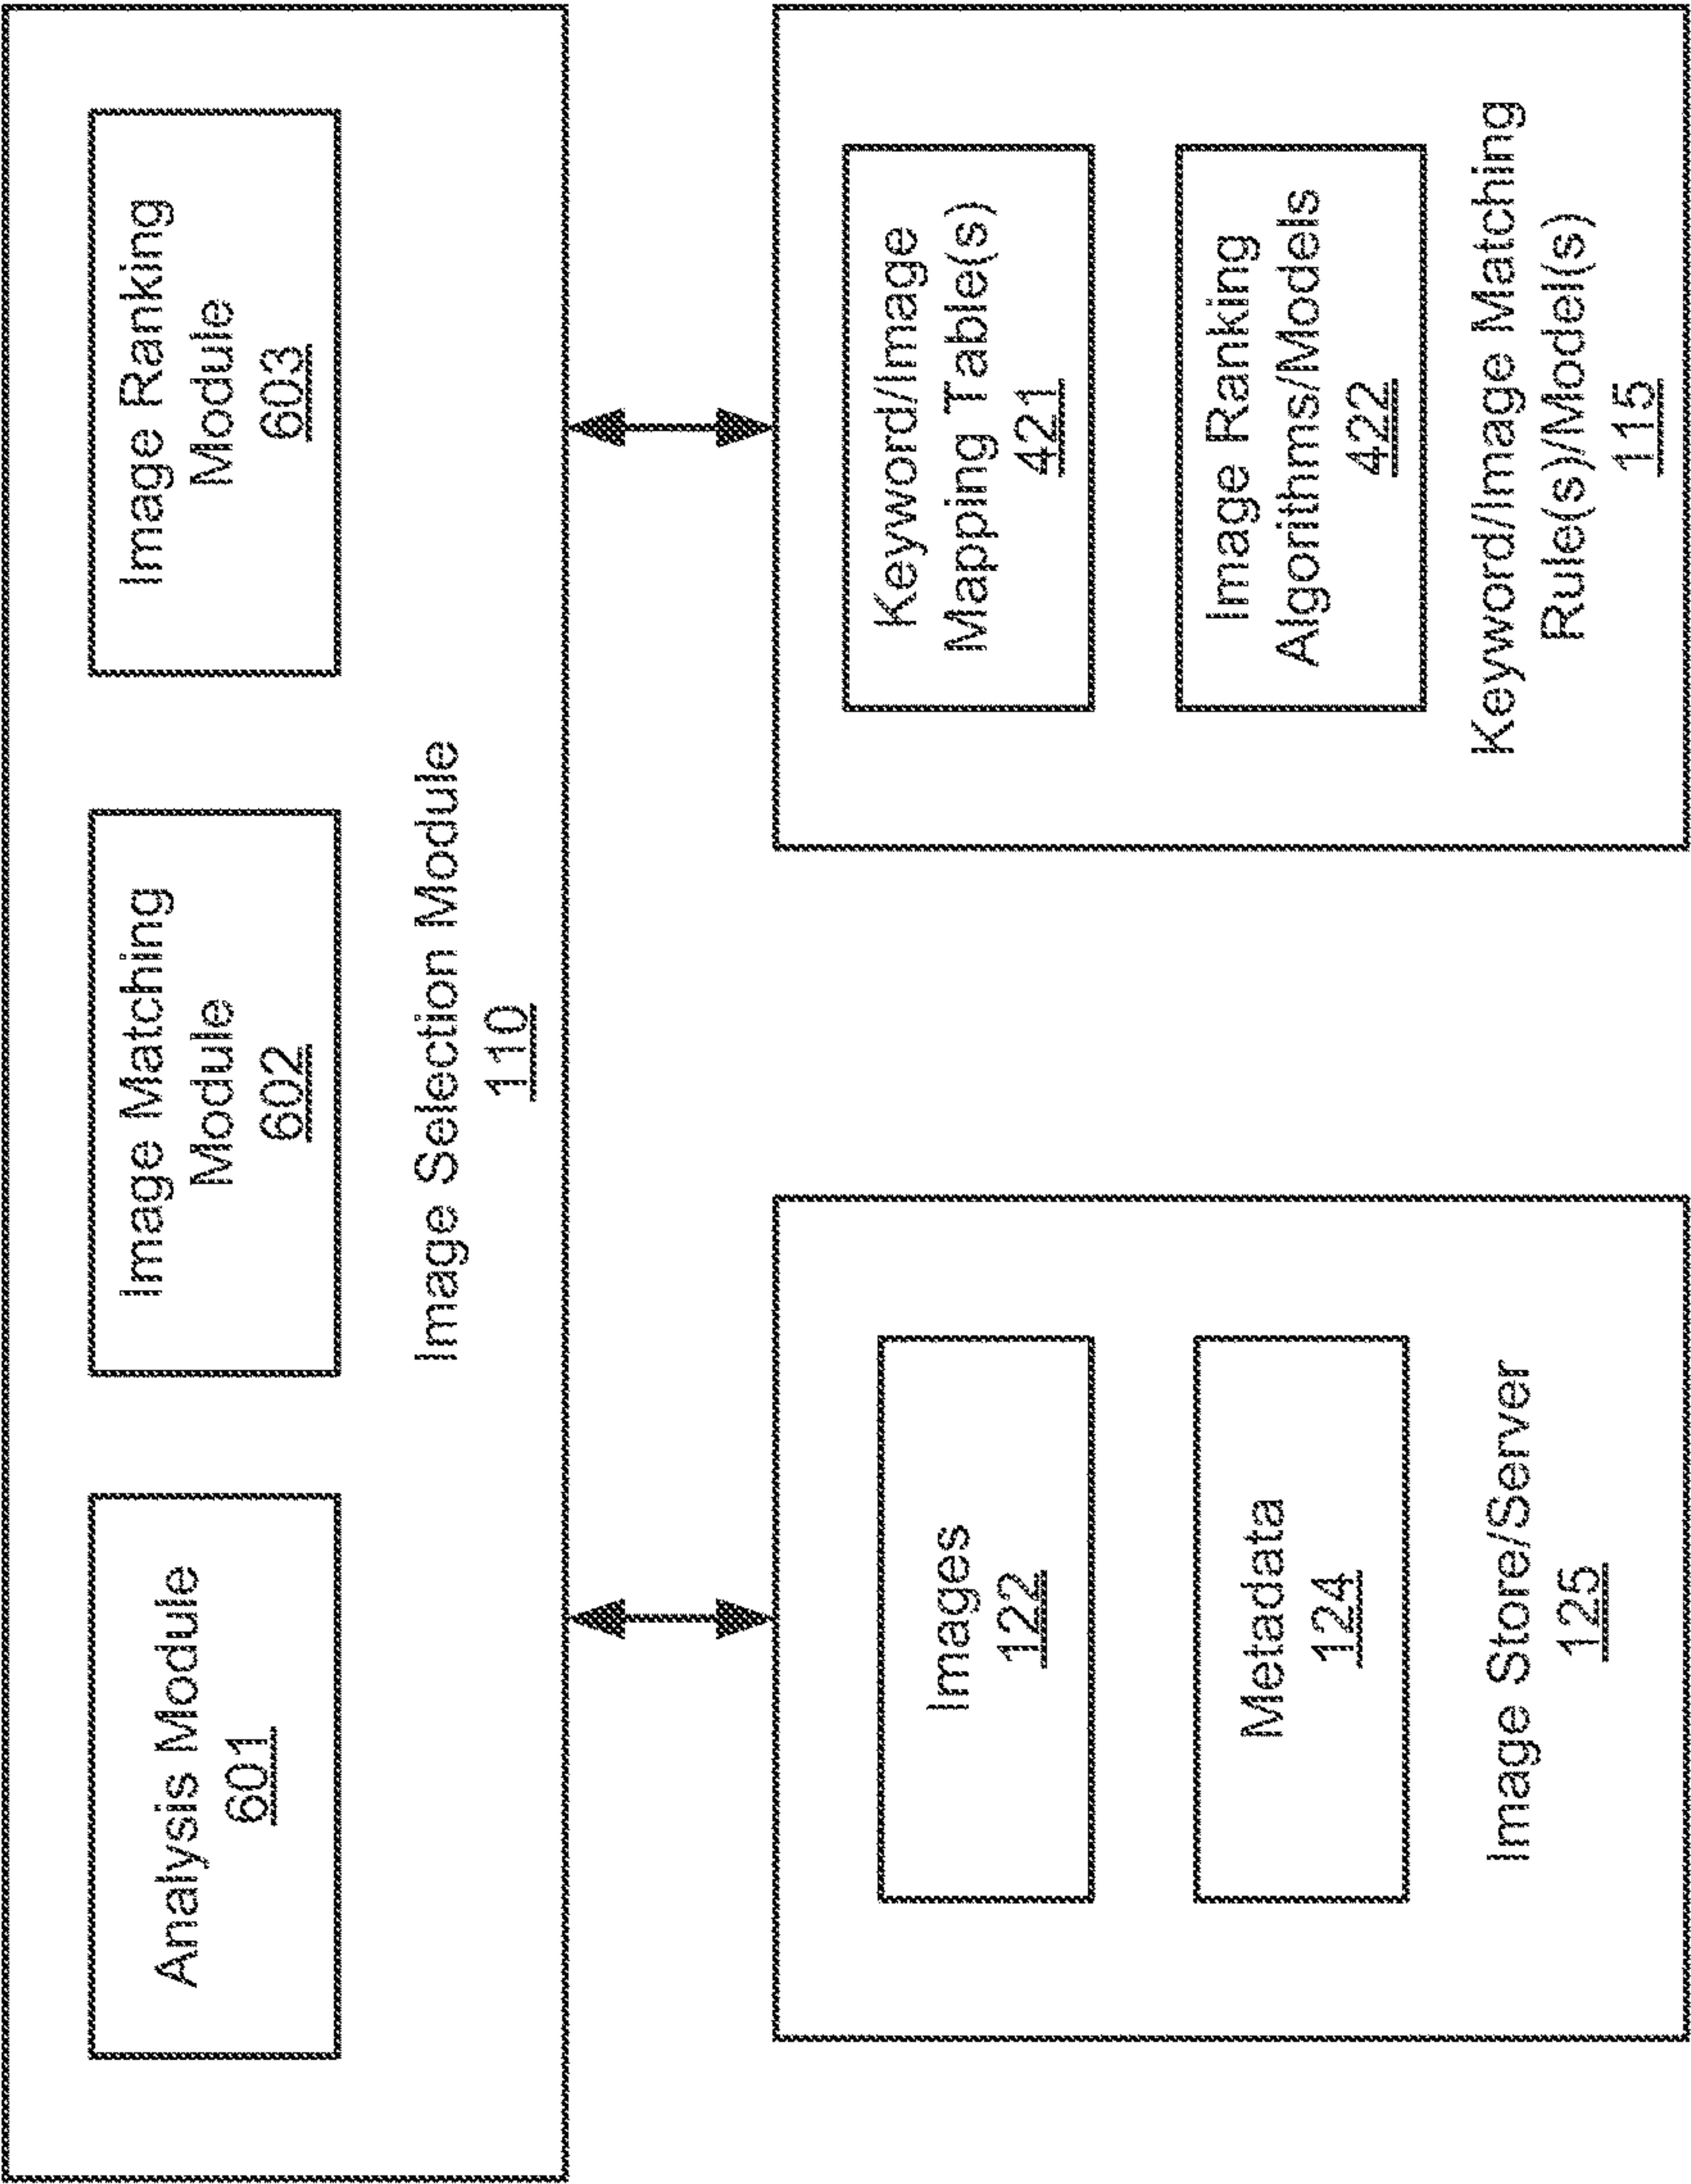 Analysis Module
601
Image Matching
Module
602
Image Ranking
Module
603
Image Selection Module
110
Images
122
Metadata
124
Image Store/Server
125
Keyword/Image
Mapping Table(s)
421
Image Ranking
Algorithms/Models
422
Keyword/Image Matching
Rule(s)/Model(s)
115